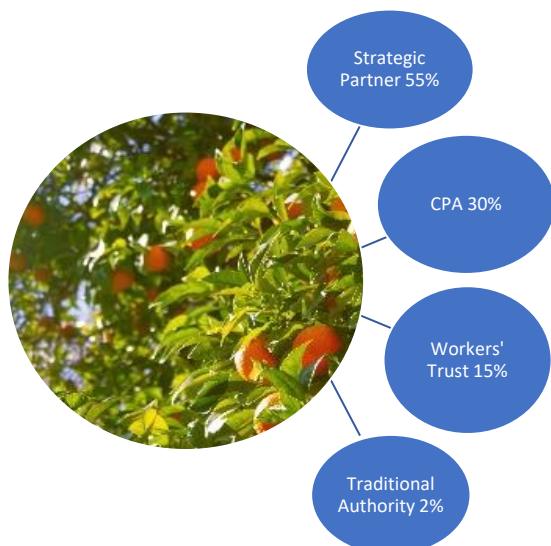 Strategic
Partner 55%
CPA 30%
Workers'
Trust 15%
Traditional
Authority 2%